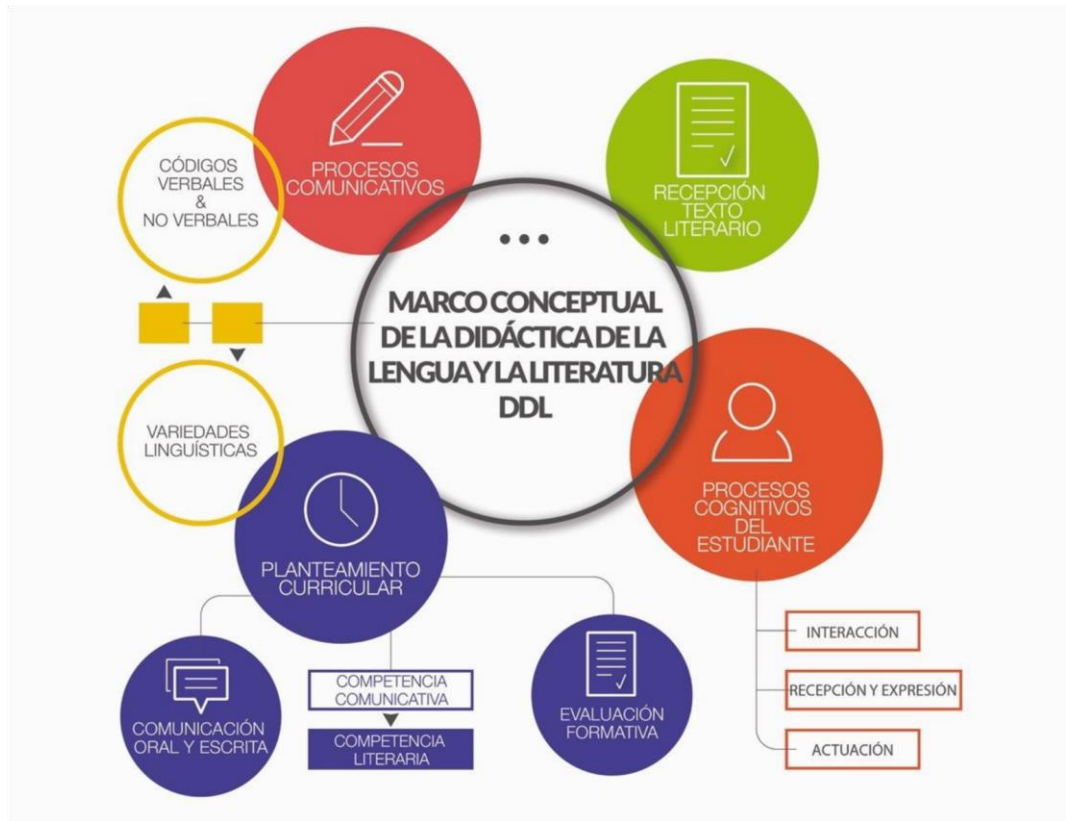 PROCESOS
COMUNICATIVOS
CÓDIGOS
VERBALES
&
NO VERBALES
RECEPCIÓN
TEXTO
LITERARIO
MARCO CONCEPTUAL
DE LA DIDÁCTICA DE LA
LENGUA Y LA LITERATURA
DDL
VARIEDADES
LINGUÍSTICAS
PROCESOS
COGNITIVOS
DEL
ESTUDIANTE
PLANTEAMIENTO
CURRICULAR
COMUNICACIÓN
ORAL Y ESCRITA
COMPETENCIA
COMUNICATIVA
COMPETENCIA
LITERARIA
EVALUACIÓN
FORMATIVA
INTERACCIÓN
RECEPCIÓN Y EXPRESIÓN
ACTUACIÓN